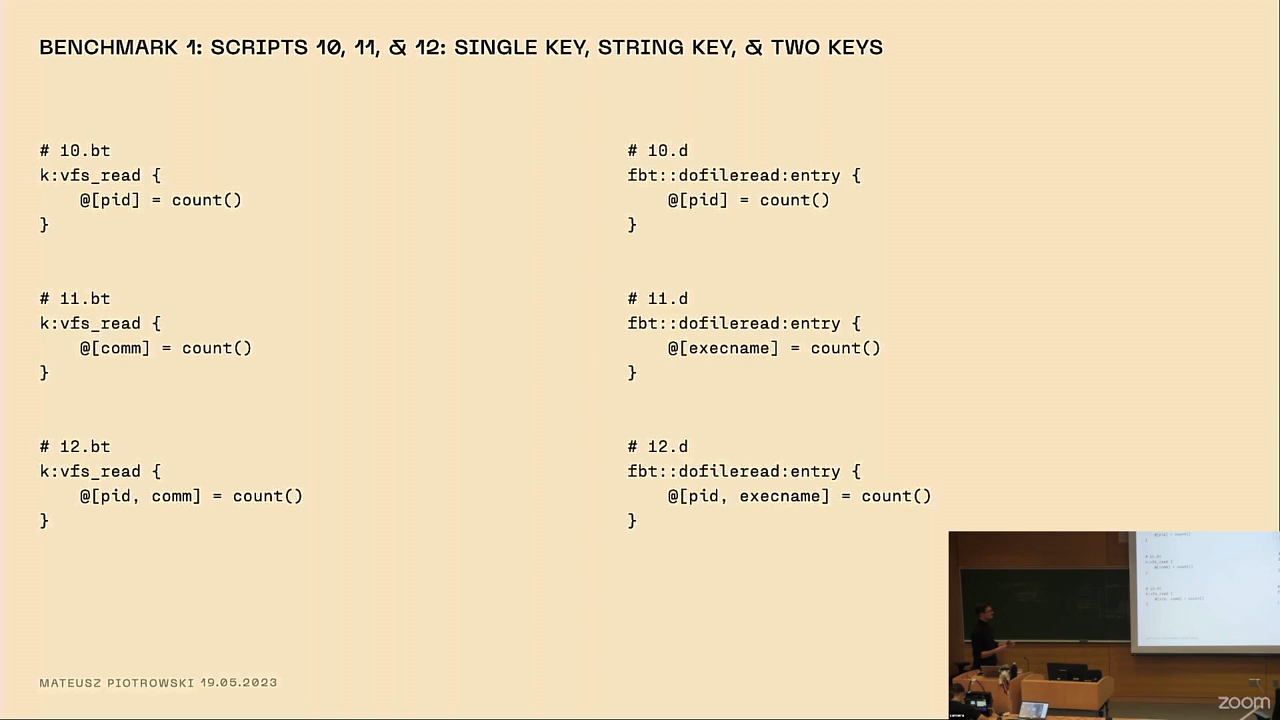 BENCHMARK 1: SCRIPTS 10, 11, & 12: SINGLE KEY, STRING KEY, & TWO KEYS
# 10.bt
k:vfs_read {
    @[pid] = count()
}
# 11.bt
k:vfs_read {
    @[comm] = count()
}
# 12.bt
k:vfs_read {
    @[pid, comm] = count()
}
# 10.d
fbt::dofileread:entry {
    @[pid] = count()
}
# 11.d
fbt::dofileread:entry {
    @[execname] = count()
}
# 12.d
fbt::dofileread:entry {
    @[pid, execname] = count()
}
MATEUSZ PIOTROWSKI 19.05.2023
zoom